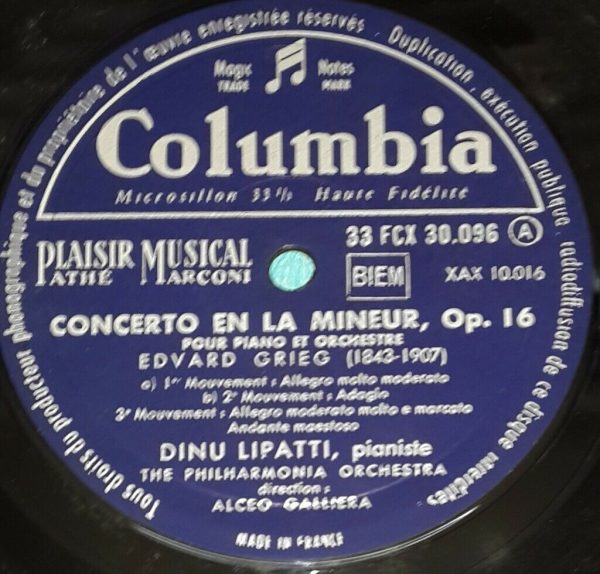 Tous droits du producteur phonographique et du propriétaire de l'œuvre enregistrée réservés. Duplication, exécution publique, radiodiffusion de ce disque interdites
Magic Notes
TRADE MARK
Columbia
Microsillon 33 1/3 Haute Fidélité
PLAISIR MUSICAL
PATHÉ MARCONI
33 FCX 30.096 A
BIEM
XAX 10.016
CONCERTO EN LA MINEUR, Op. 16
POUR PIANO ET ORCHESTRE
EDVARD GRIEG (1843-1907)
a) 1er Mouvement : Allegro molto moderato
b) 2e Mouvement : Adagio
3e Mouvement : Allegro moderato molto e marcato
Andante maestoso
DINU LIPATTI, pianiste
THE PHILHARMONIA ORCHESTRA
direction :
ALCEO GALLIERA
MADE IN FRANCE